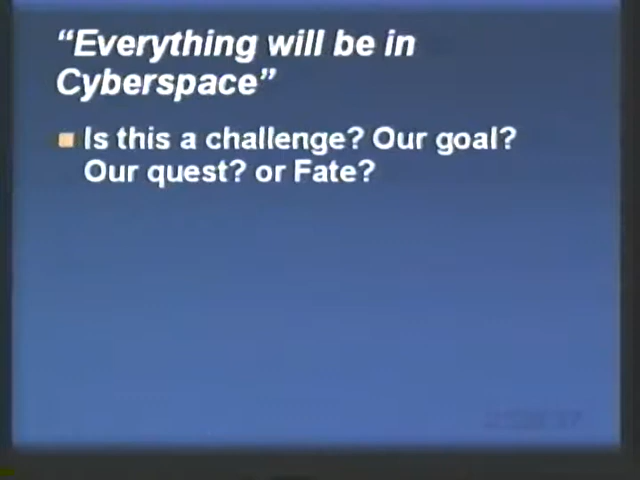 “Everything will be in
Cyberspace”
Is this a challenge? Our goal?
Our quest? or Fate?